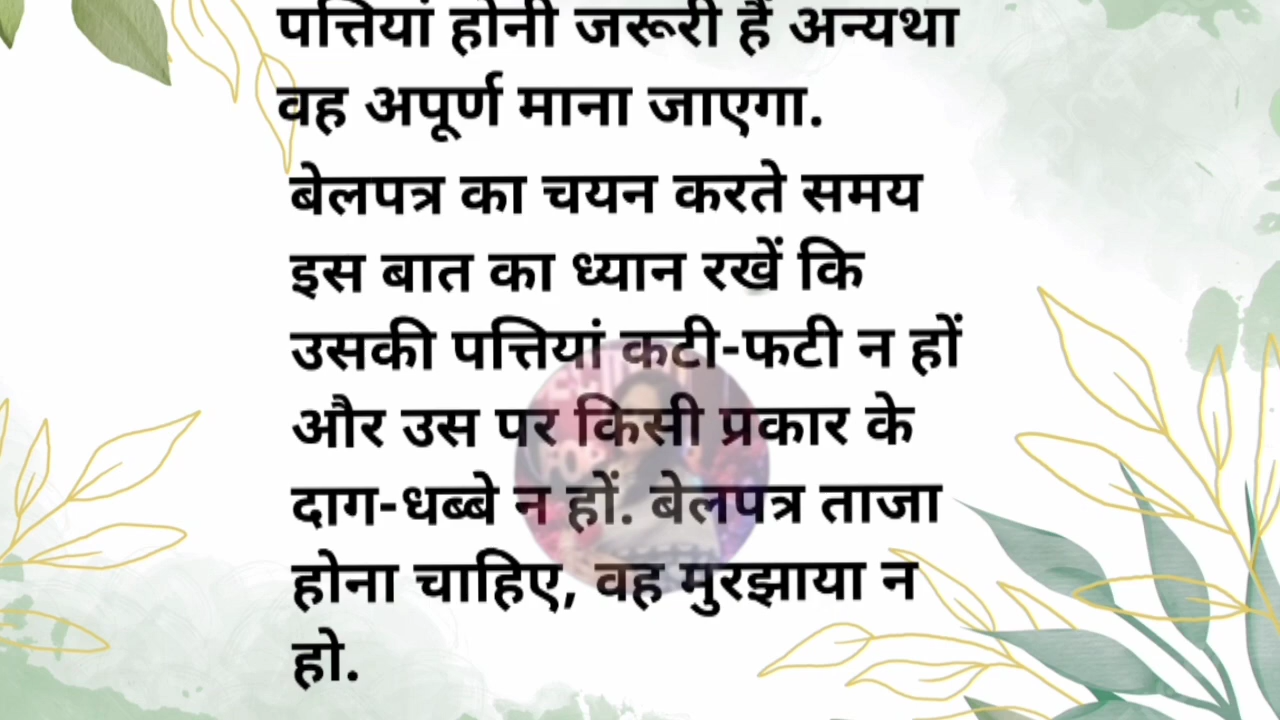 पत्तियां होनी जरूरी हैं अन्यथा
वह अपूर्ण माना जाएगा.
बेलपत्र का चयन करते समय
इस बात का ध्यान रखें कि
उसकी पत्तियां कटी-फटी न हों
और उस पर किसी प्रकार के
दाग-धब्बे न हों. बेलपत्र ताजा
होना चाहिए, वह मुरझाया न
हो.